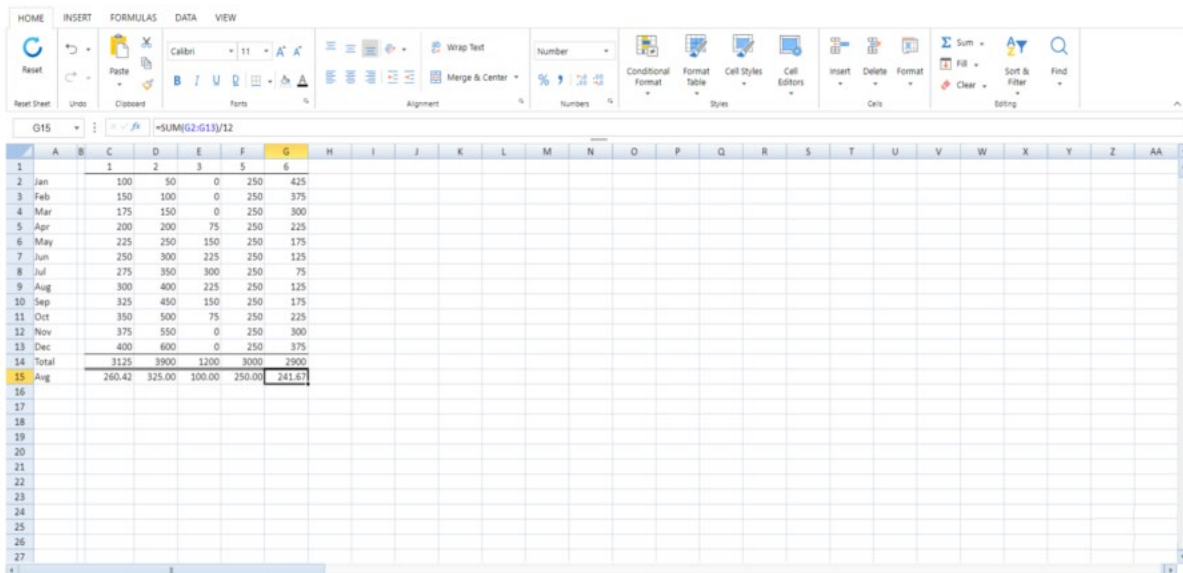 HOME INSERT FORMULAS DATA VIEW
Reset
Paste
Calibri 11 A A
B I U D A
Wrap Text
Merge & Center
Number
%
Conditional Format
Format Table
Cell Styles
Cell Editors
Insert Delete Format
Σ Sum
Fill
Clear
Sort & Filter
Find
Reset Sheet Undo Clipboard Fonts Alignment Numbers Styles Cells Editing
G15 fx =SUM(G2:G13)/12
A B C D E F G H I J K L M N O P Q R S T U V W X Y Z AA
1 1 2 3 5 6
2 Jan 100 50 0 250 425
3 Feb 150 100 0 250 375
4 Mar 175 150 0 250 300
5 Apr 200 200 75 250 225
6 May 225 250 150 250 175
7 Jun 250 300 225 250 125
8 Jul 275 350 300 250 75
9 Aug 300 400 225 250 125
10 Sep 325 450 150 250 175
11 Oct 350 500 75 250 225
12 Nov 375 550 0 250 300
13 Dec 400 600 0 250 375
14 Total 3125 3900 1200 3000 2900
15 Avg 260.42 325.00 100.00 250.00 241.67
16
17
18
19
20
21
22
23
24
25
26
27